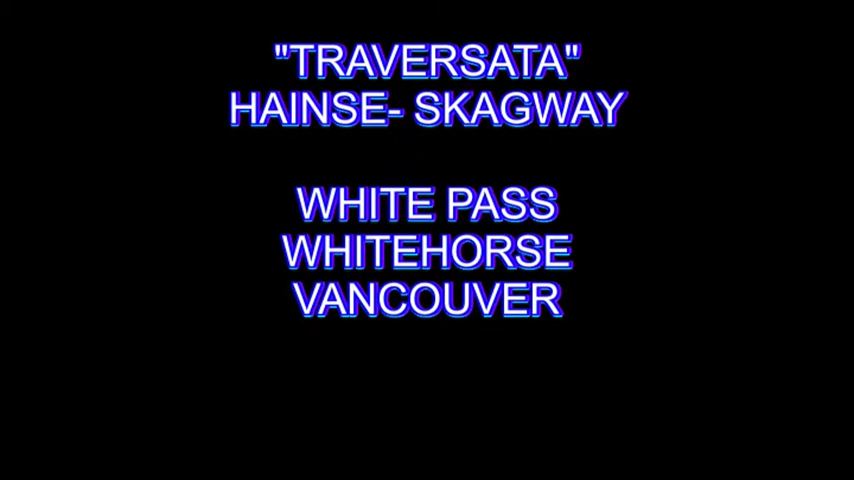 "TRAVERSATA"
HAINSE- SKAGWAY
WHITE PASS
WHITEHORSE
VANCOUVER